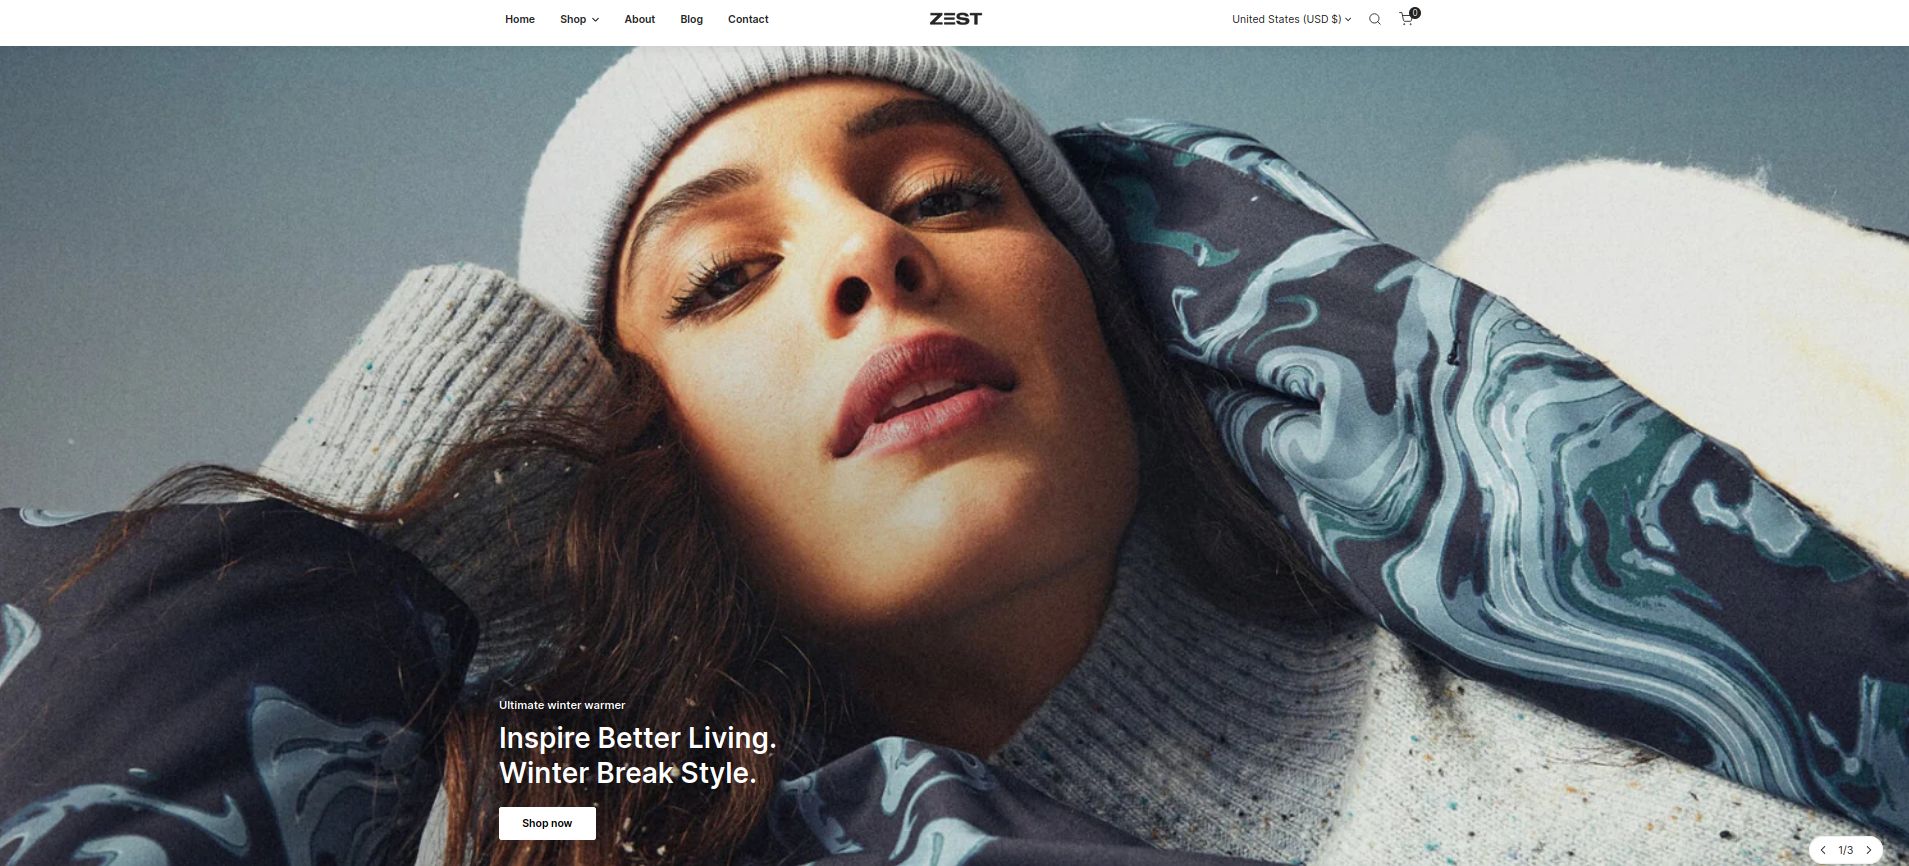 Home Shop About Blog Contact
ZEST
United States (USD $)
0
Ultimate winter warmer
Inspire Better Living.
Winter Break Style.
Shop now
1/3